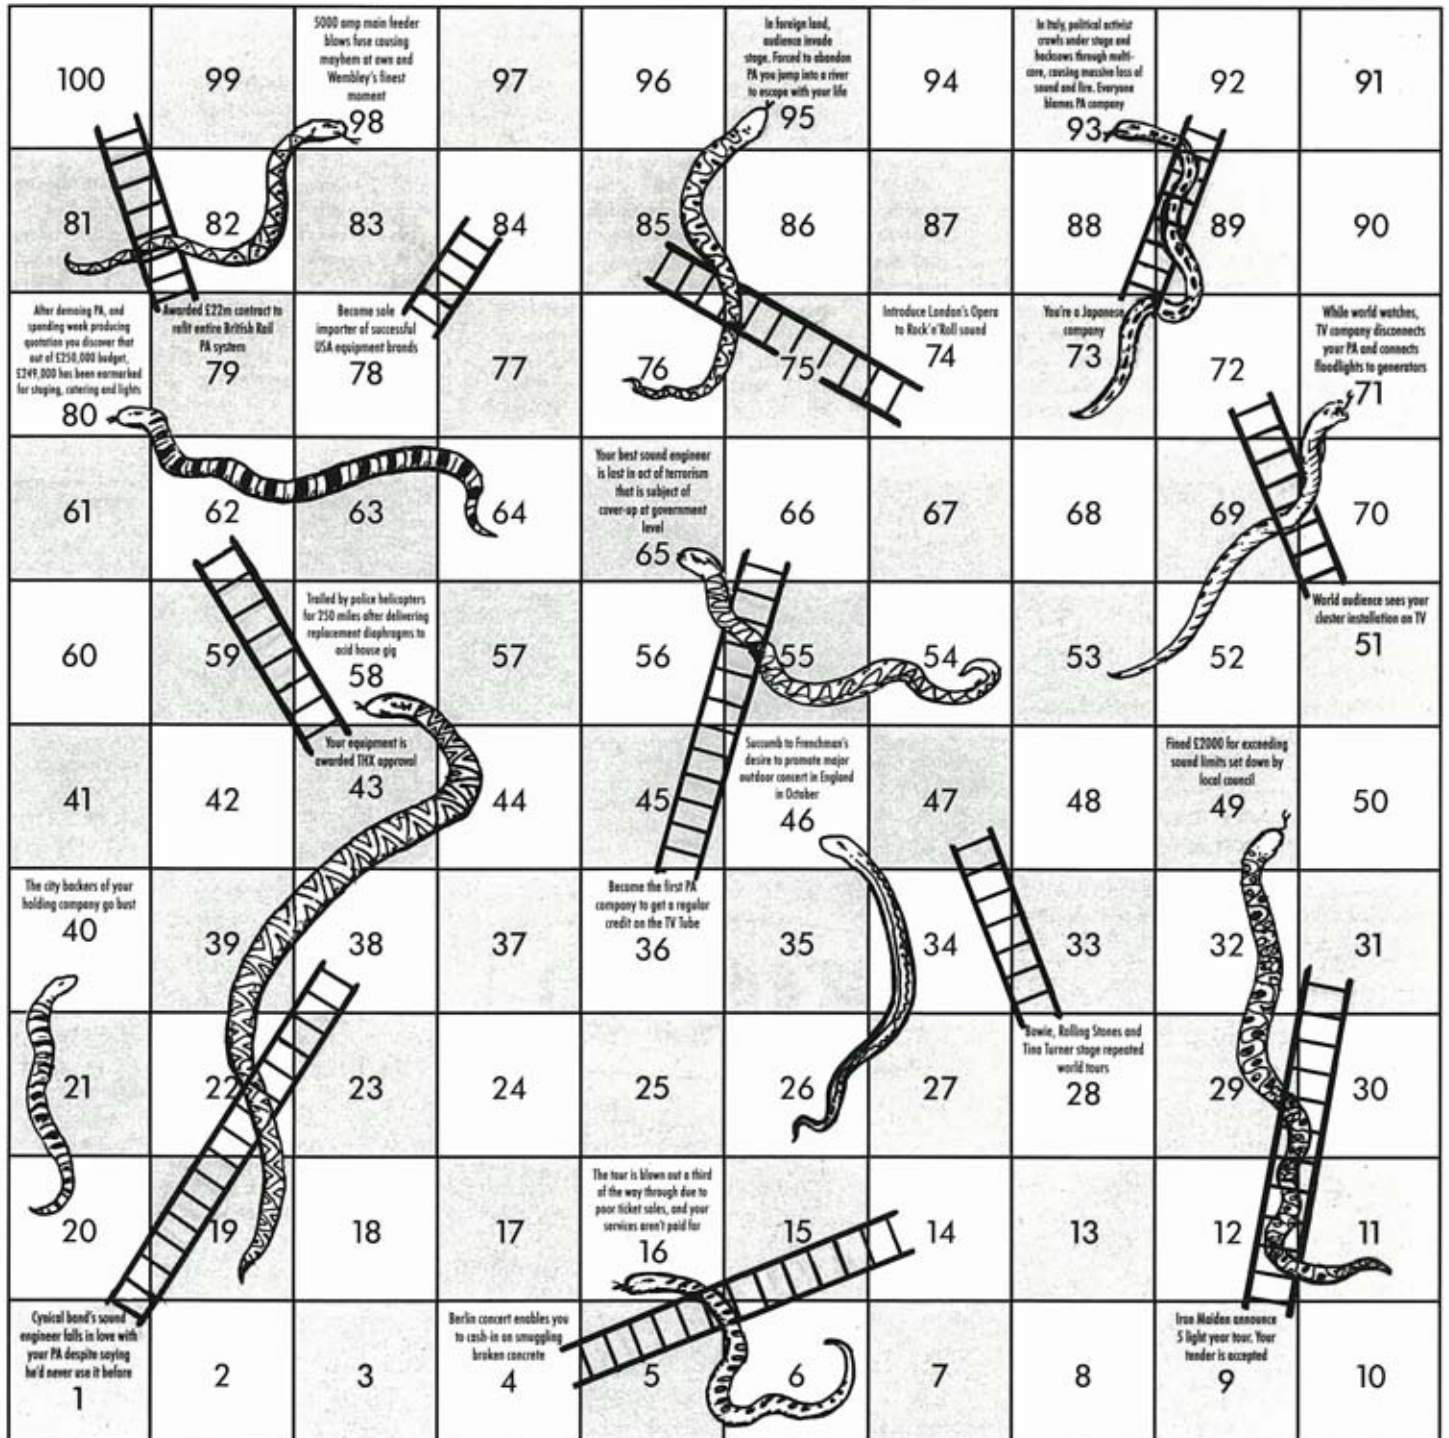 100
99
5000 amp main feeder
blows fuse causing
mayhem at own and
Wembley's finest
moment
98
97
96
In foreign land,
audience invade
stage. Forced to abandon
PA you jump into a river
to escape with your life
95
94
In Italy, political activist
crawls under stage and
hacksaws through multi-
core, causing massive loss of
sound and fire. Everyone
blames PA company
93
92
91
81
82
83
84
85
86
87
88
89
90
After demoing PA, and
spending week producing
quotation you discover that
out of £250,000 budget,
£249,000 has been earmarked
for staging, catering and lights
80
Awarded £22m contract to
refit entire British Rail
PA system
79
Become sole
importer of successful
USA equipment brands
78
77
76
75
Introduce London's Opera
to Rock'n'Roll sound
74
You're a Japanese
company
73
72
While world watches,
TV company disconnects
your PA and connects
floodlights to generators
71
61
62
63
64
Your best sound engineer
is lost in act of terrorism
that is subject of
cover-up at government
level
65
66
67
68
69
70
60
59
Trailed by police helicopters
for 250 miles after delivering
replacement diaphragms to
acid house gig
58
57
56
55
54
53
52
World audience sees your
cluster installation on TV
51
41
42
Your equipment is
awarded THX approval
43
44
45
Succumb to Frenchman's
desire to promote major
outdoor concert in England
in October
46
47
48
Fined £2000 for exceeding
sound limits set down by
local council
49
50
The city backers of your
holding company go bust
40
39
38
37
Become the first PA
company to get a regular
credit on the TV Tube
36
35
34
33
32
31
21
22
23
24
25
26
27
Bowie, Rolling Stones and
Tina Turner stage repeated
world tours
28
29
30
20
19
18
17
The tour is blown out a third
of the way through due to
poor ticket sales, and your
services aren't paid for
16
15
14
13
12
11
Cynical band's sound
engineer falls in love with
your PA despite saying
he'd never use it before
1
2
3
Berlin concert enables you
to cash-in on smuggling
broken concrete
4
5
6
7
8
Iron Maiden announce
5 light year tour. Your
tender is accepted
9
10